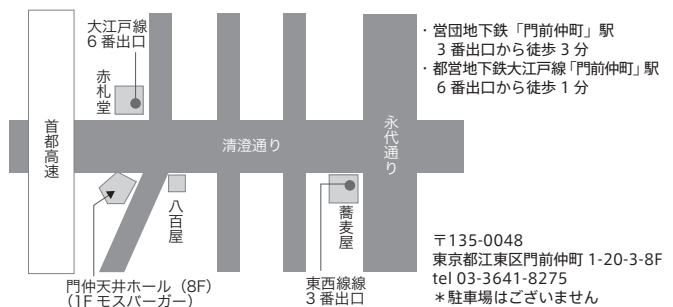 大江戸線
6 番出口
赤札堂
首都高速
清澄通り
永代通り
八百屋
蕎麦屋
門仲天井ホール（8F）
（1F モスバーガー）
東西線線
3 番出口
・営団地下鉄「門前仲町」駅
3 番出口から徒歩 3 分
・都営地下鉄大江戸線「門前仲町」駅
6 番出口から徒歩 1 分
〒135-0048
東京都江東区門前仲町 1-20-3-8F
tel 03-3641-8275
＊駐車場はございません